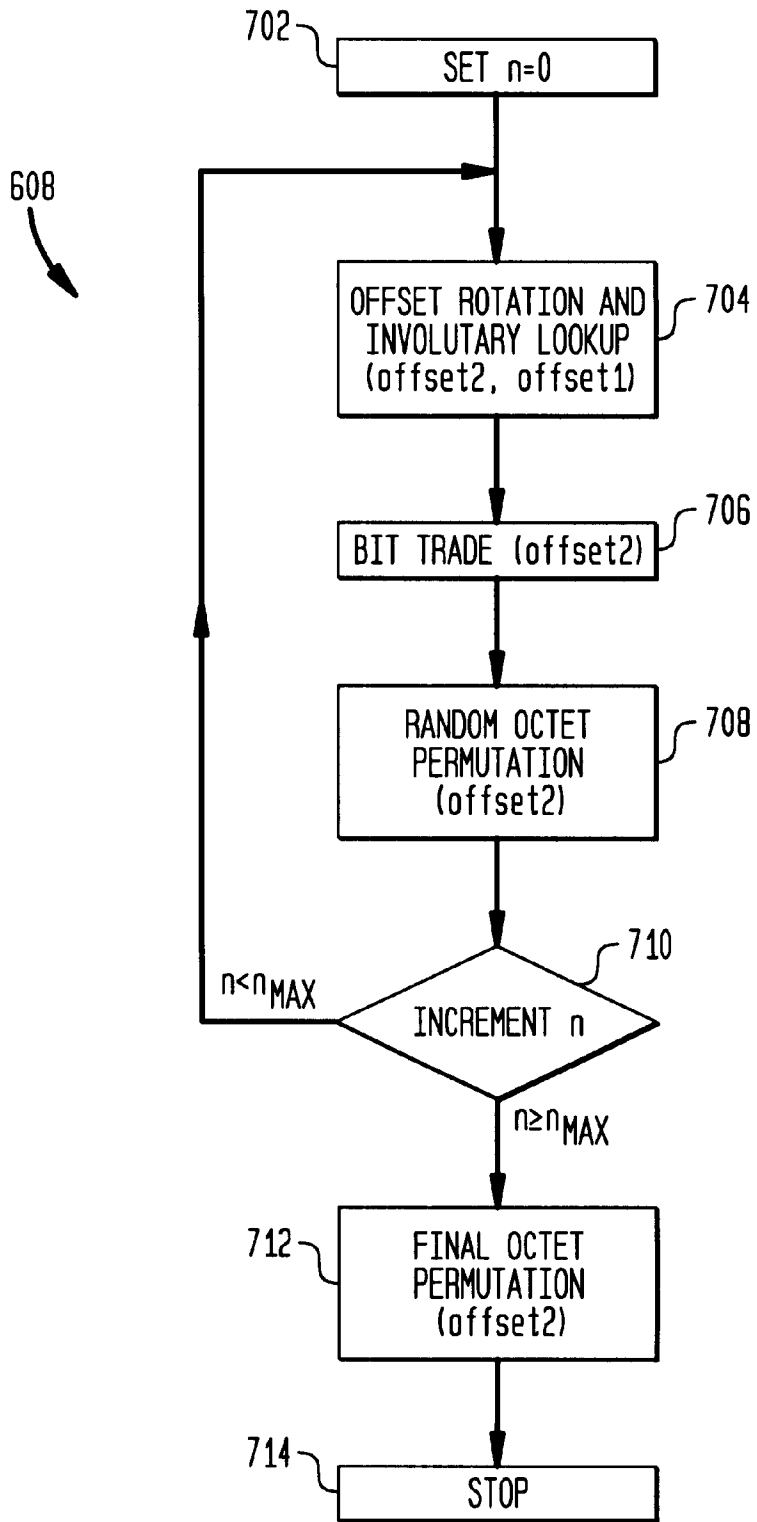 702
SET n=0
608
OFFSET ROTATION AND
INVOLUTARY LOOKUP
(offset2, offset1)
704
706
BIT TRADE (offset2)
RANDOM OCTET
PERMUTATION
(offset2)
708
710
n<nMAX
INCREMENT n
n≥nMAX
712
FINAL OCTET
PERMUTATION
(offset2)
714
STOP